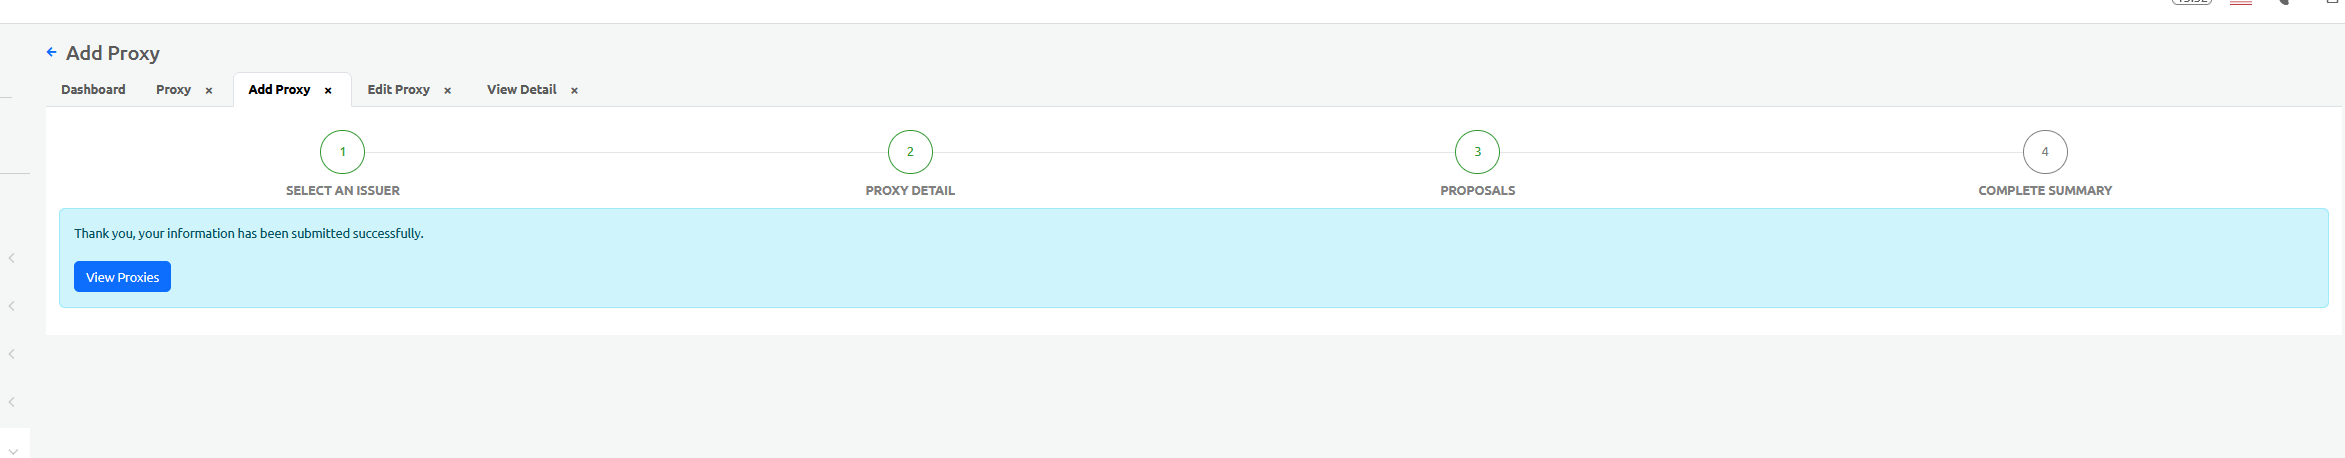 Add Proxy
Dashboard Proxy × Add Proxy × Edit Proxy × View Detail ×
1 2 3 4
SELECT AN ISSUER PROXY DETAIL PROPOSALS COMPLETE SUMMARY
Thank you, your information has been submitted successfully.
View Proxies